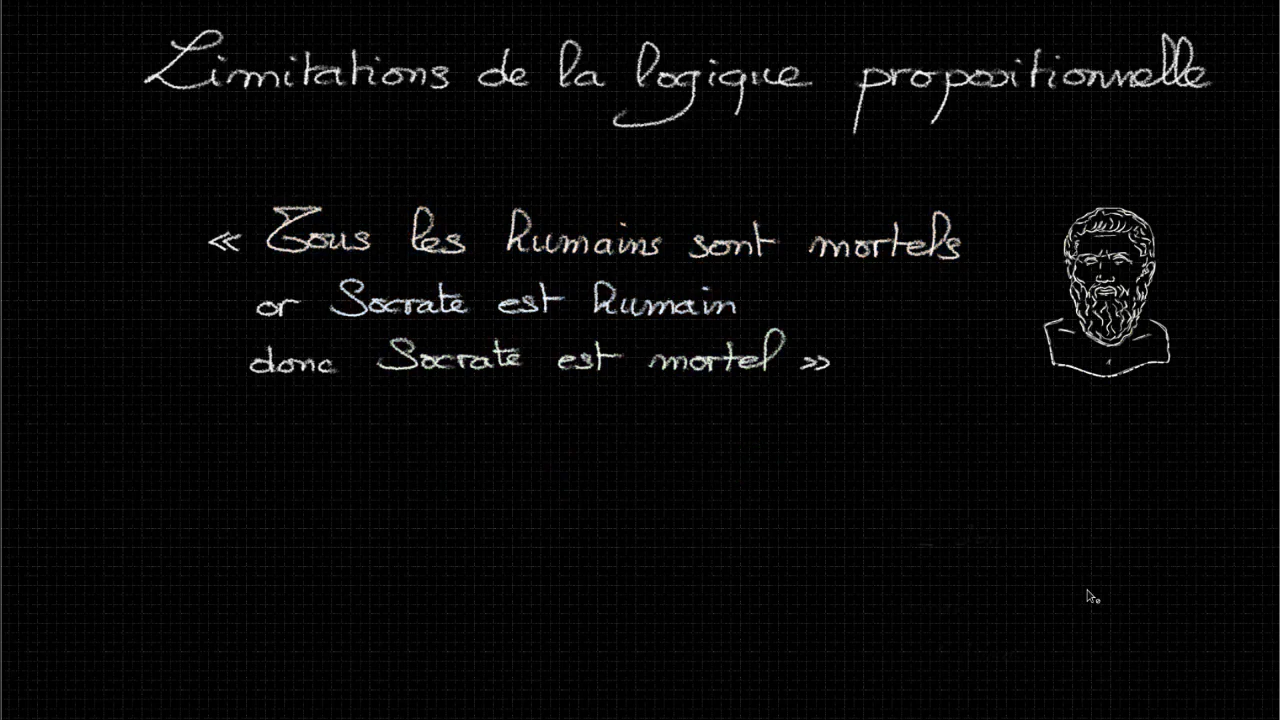 Limitations de la logique propositionnelle
« Tous les humains sont mortels
or Socrate est humain
donc Socrate est mortel »